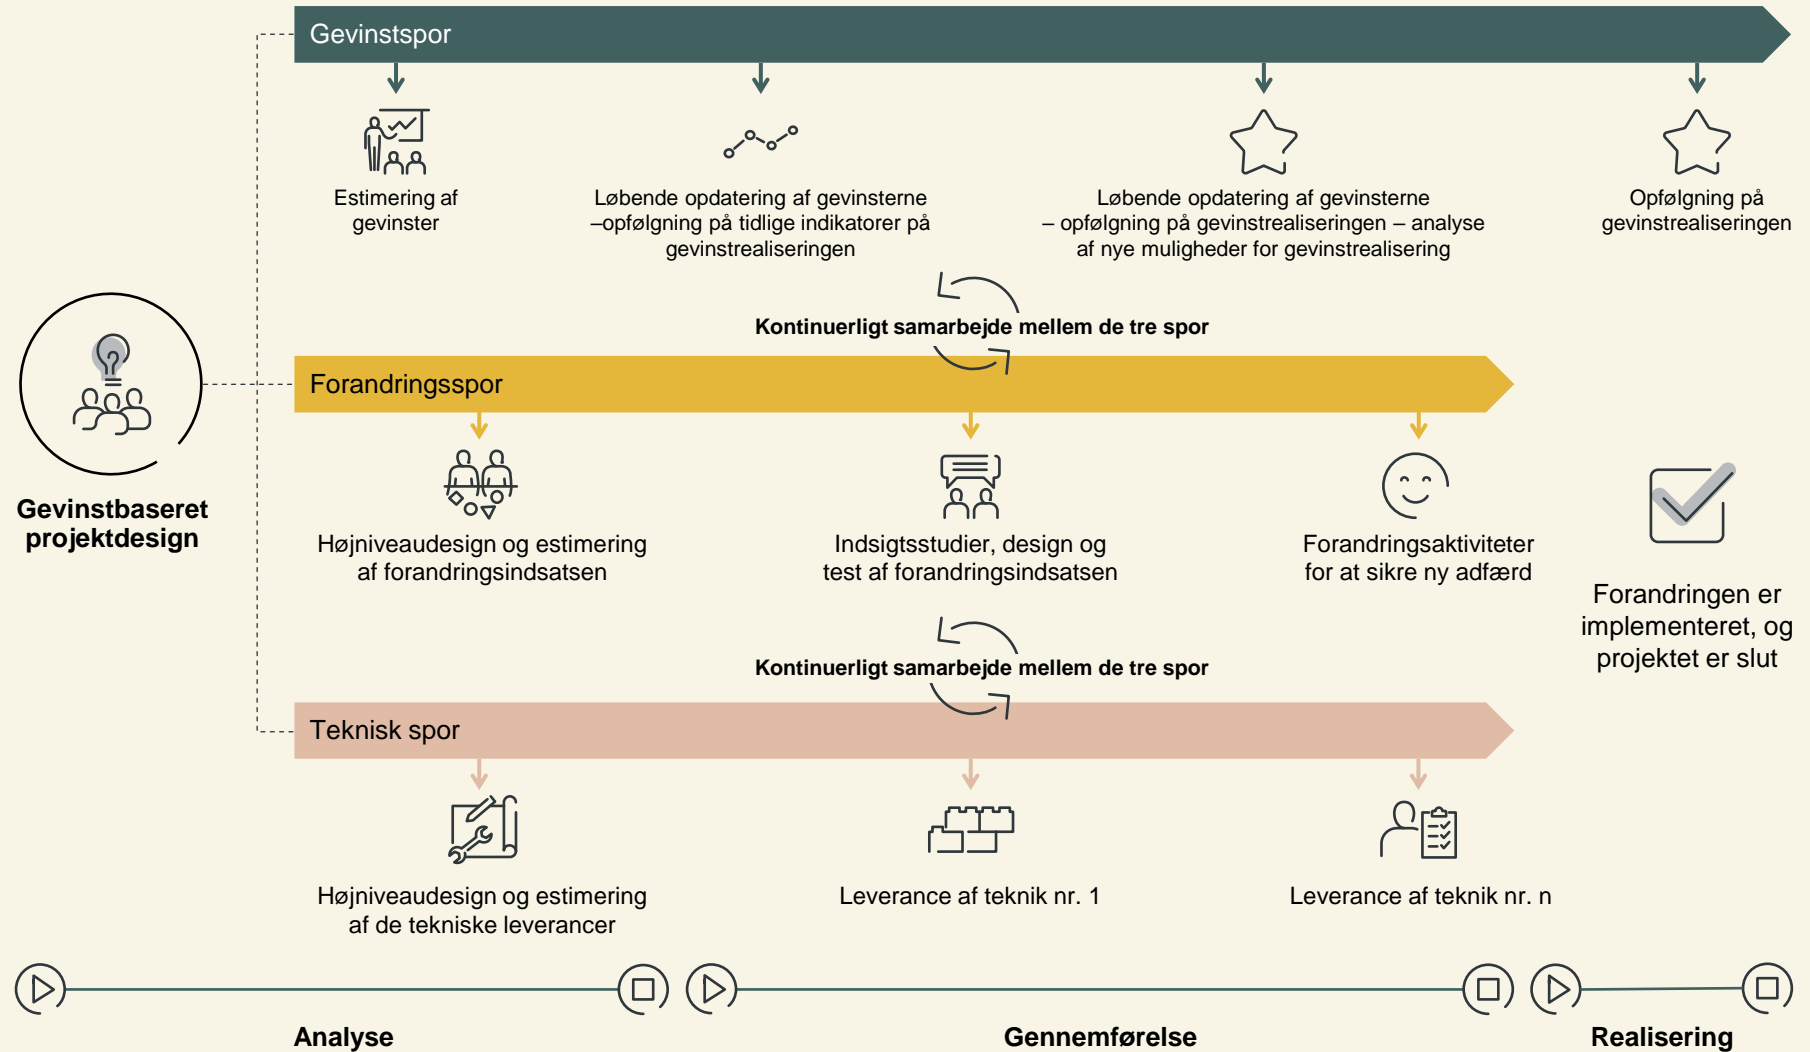 Gevinstspor
Estimering af
gevinster
Løbende opdatering af gevinsterne
–opfølgning på tidlige indikatorer på
gevinstrealiseringen
Løbende opdatering af gevinsterne
– opfølgning på gevinstrealiseringen – analyse
af nye muligheder for gevinstrealisering
Opfølgning på
gevinstrealiseringen
Kontinuerligt samarbejde mellem de tre spor
Gevinstbaseret
projektdesign
Forandringsspor
Højniveaudesign og estimering
af forandringsindsatsen
Indsigtsstudier, design og
test af forandringsindsatsen
Forandringsaktiviteter
for at sikre ny adfærd
Forandringen er
implementeret, og
projektet er slut
Kontinuerligt samarbejde mellem de tre spor
Teknisk spor
Højniveaudesign og estimering
af de tekniske leverancer
Leverance af teknik nr. 1
Leverance af teknik nr. n
Analyse
Gennemførelse
Realisering